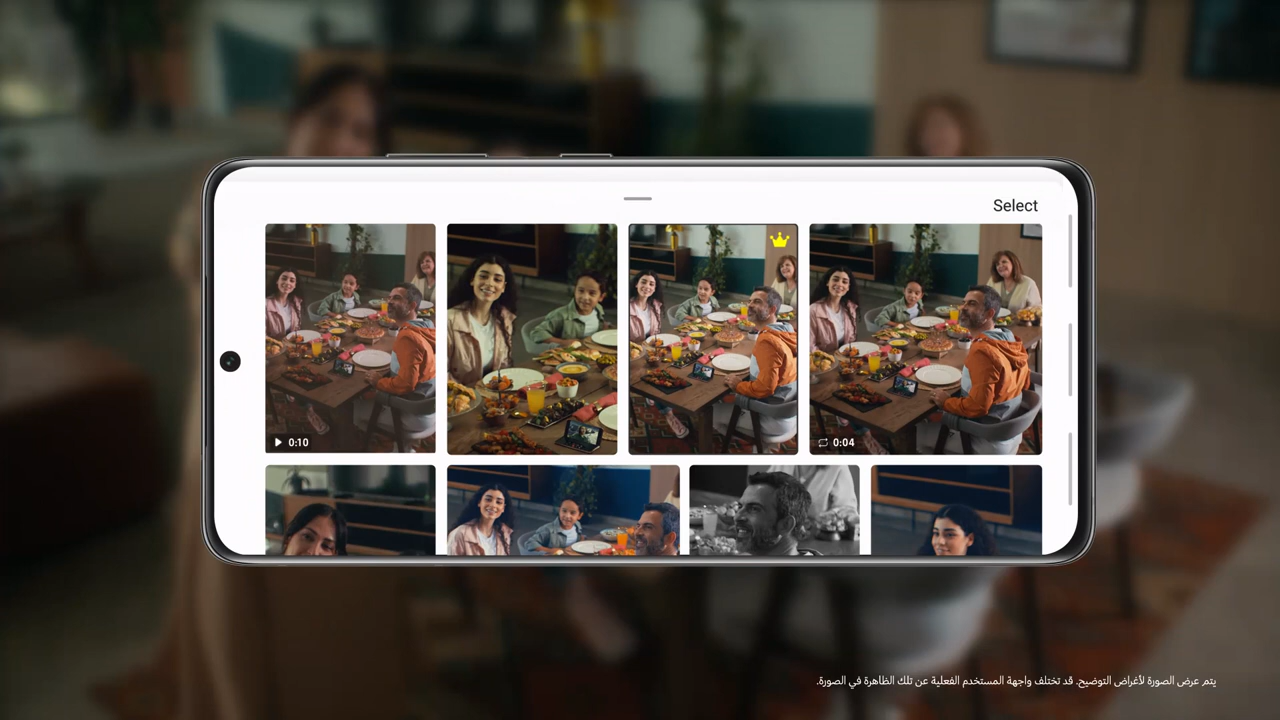 Select
0:10
0:04
يتم عرض الصورة لأغراض التوضيح. قد تختلف واجهة المستخدم الفعلية عن تلك الظاهرة في الصورة.